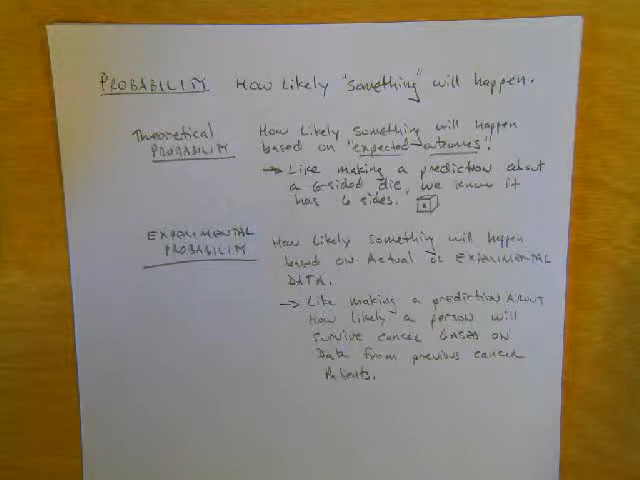 PROBABILITY How Likely "something" will happen.
Theoretical PROBABILITY
How Likely something will happen
based on "expected outcomes".
→ Like making a prediction about
a 6-sided die, we know it
has 6 sides.
EXPERIMENTAL PROBABILITY
How Likely something will happen
based on Actual or EXPERIMENTAL
DATA.
→ Like making a prediction About
How likely a person will
survive cancer BASED ON
Data from previous cancer
Patients.